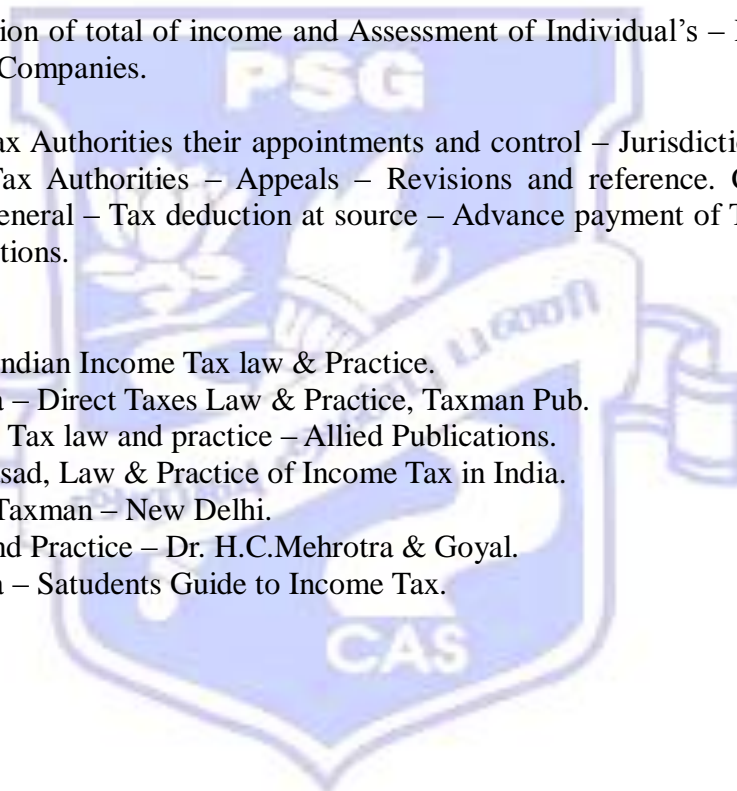 ion of total of income and Assessment of Individual's –
Companies.
PSG
ax Authorities their appointments and control – Jurisdicti
Tax Authorities – Appeals – Revisions and reference.
eneral – Tax deduction at source – Advance payment of T
tions.
ndian Income Tax law & Practice.
a – Direct Taxes Law & Practice, Taxman Pub.
Tax law and practice – Allied Publications.
sad, Law & Practice of Income Tax in India.
Taxman – New Delhi.
nd Practice – Dr. H.C.Mehrotra & Goyal.
a – Satudents Guide to Income Tax.
CAS